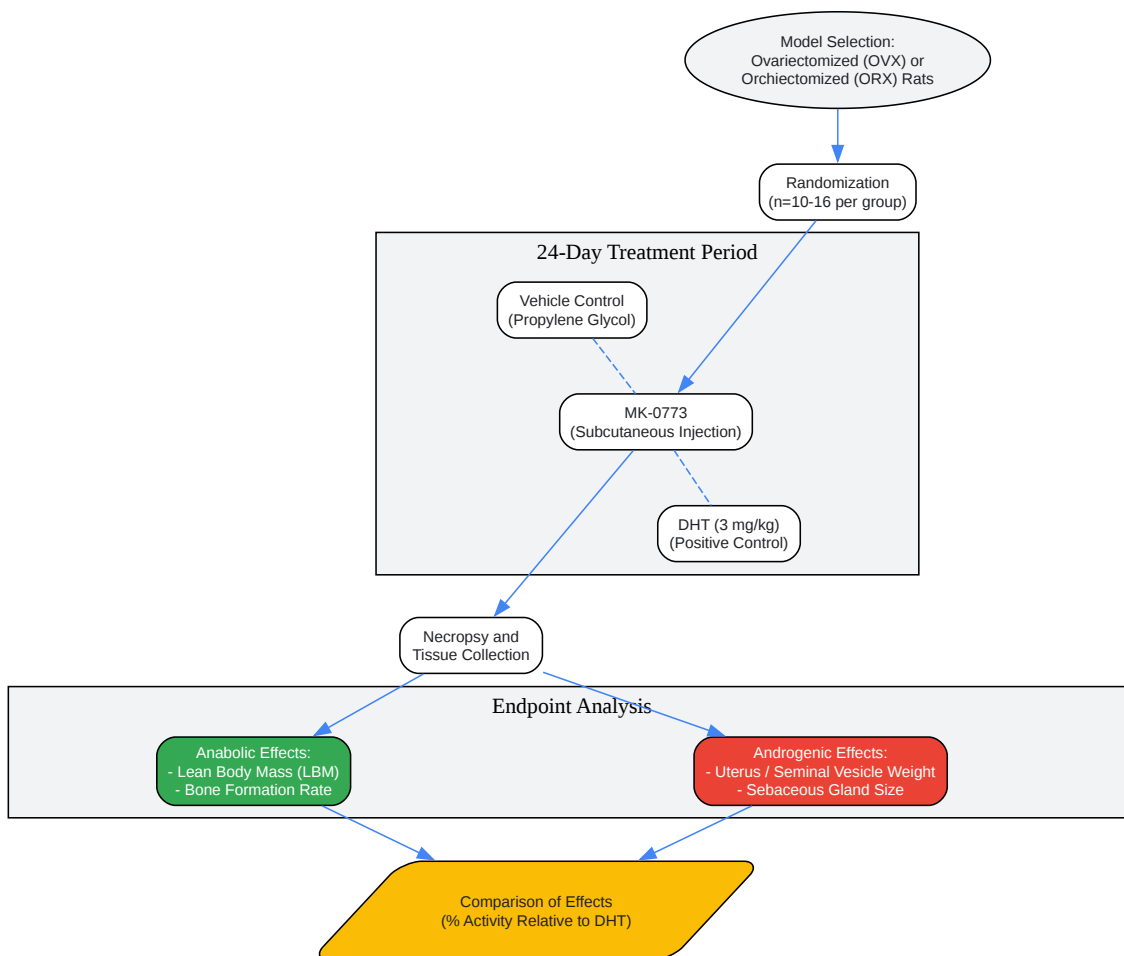 Model Selection:
Ovariectomized (OVX) or
Orchiectomized (ORX) Rats
Randomization
(n=10-16 per group)
24-Day Treatment Period
Vehicle Control
(Propylene Glycol)
MK-0773
(Subcutaneous Injection)
DHT (3 mg/kg)
(Positive Control)
Necropsy and
Tissue Collection
Endpoint Analysis
Anabolic Effects:
- Lean Body Mass (LBM)
- Bone Formation Rate
Androgenic Effects:
- Uterus / Seminal Vesicle Weight
- Sebaceous Gland Size
Comparison of Effects
(% Activity Relative to DHT)